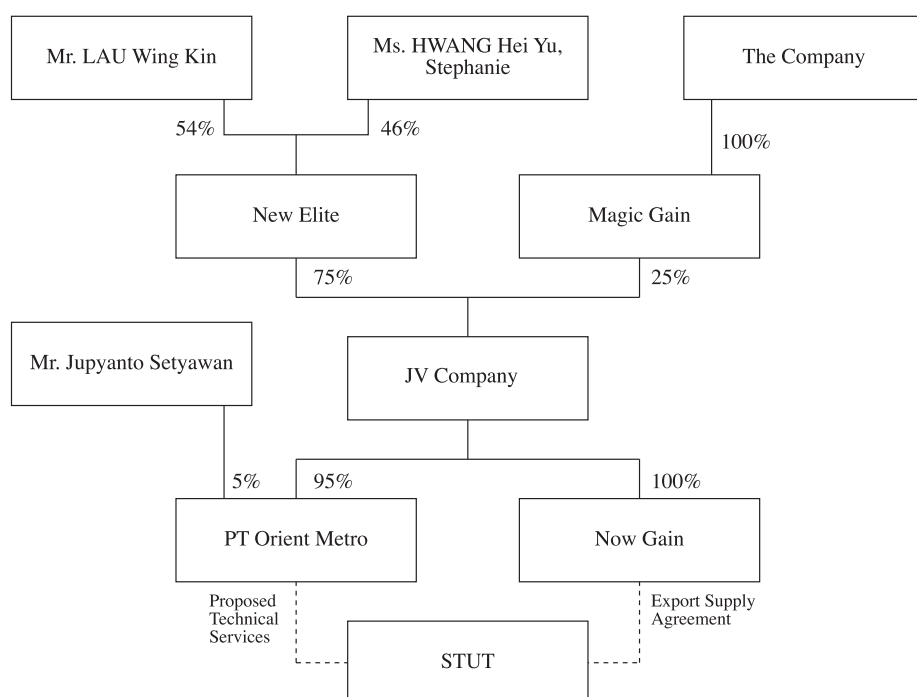 Mr. LAU Wing Kin
Ms. HWANG Hei Yu,
Stephanie
The Company
54%
46%
100%
New Elite
Magic Gain
75%
25%
Mr. Jupyanto Setyawan
JV Company
5%
95%
100%
PT Orient Metro
Now Gain
Proposed
Technical
Services
Export Supply
Agreement
STUT